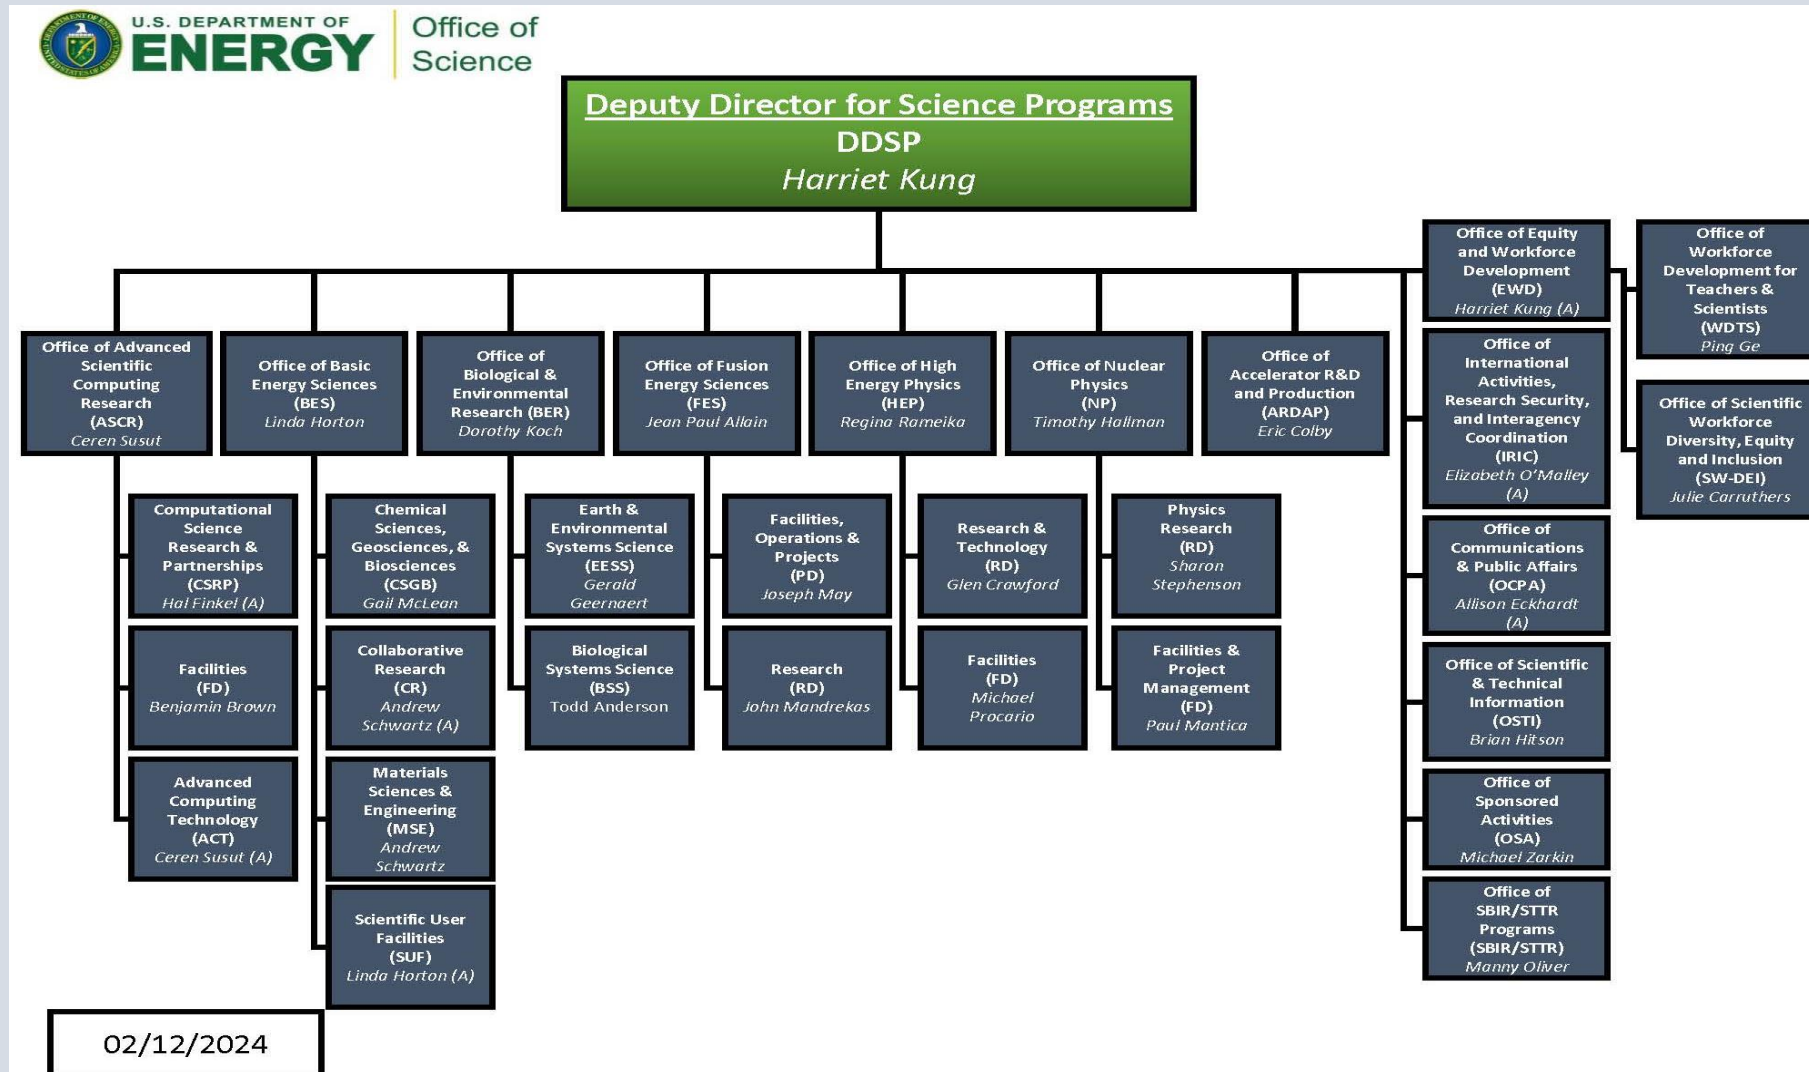 U.S. DEPARTMENT OF
ENERGY
Office of
Science
Deputy Director for Science Programs
DDSP
Harriet Kung
Office of Advanced
Scientific
Computing
Research
(ASCR)
Ceren Susut
Office of Basic
Energy Sciences
(BES)
Linda Horton
Office of
Biological &
Environmental
Research (BER)
Dorothy Koch
Office of Fusion
Energy Sciences
(FES)
Jean Paul Allain
Office of High
Energy Physics
(HEP)
Regina Rameika
Office of Nuclear
Physics
(NP)
Timothy Hallman
Office of
Accelerator R&D
and Production
(ARDAP)
Eric Colby
Computational
Science
Research &
Partnerships
(CSRP)
Hal Finkel (A)
Facilities
(FD)
Benjamin Brown
Advanced
Computing
Technology
(ACT)
Ceren Susut (A)
Chemical
Sciences,
Geosciences, &
Biosciences
(CSGB)
Gail McLean
Collaborative
Research
(CR)
Andrew
Schwartz (A)
Materials
Sciences &
Engineering
(MSE)
Andrew
Schwartz
Scientific User
Facilities
(SUF)
Linda Horton (A)
Earth &
Environmental
Systems Science
(EESS)
Gerald
Geernaert
Biological
Systems Science
(BSS)
Todd Anderson
Facilities,
Operations &
Projects
(PD)
Joseph May
Research
(RD)
John Mandrekas
Research &
Technology
(RD)
Glen Crawford
Facilities
(FD)
Michael
Procario
Physics
Research
(RD)
Sharon
Stephenson
Facilities &
Project
Management
(FD)
Paul Mantica
Office of Equity
and Workforce
Development
(EWD)
Harriet Kung (A)
Office of
International
Activities,
Research Security,
and Interagency
Coordination
(IRIC)
Elizabeth O'Malley
(A)
Office of
Communications
& Public Affairs
(OCPA)
Allison Eckhardt
(A)
Office of Scientific
& Technical
Information
(OSTI)
Brian Hitson
Office of
Sponsored
Activities
(OSA)
Michael Zarkin
Office of
SBIR/STTR
Programs
(SBIR/STTR)
Manny Oliver
Office of
Workforce
Development for
Teachers &
Scientists
(WDTS)
Ping Ge
Office of Scientific
Workforce
Diversity, Equity
and Inclusion
(SW-DEI)
Julie Carruthers
02/12/2024